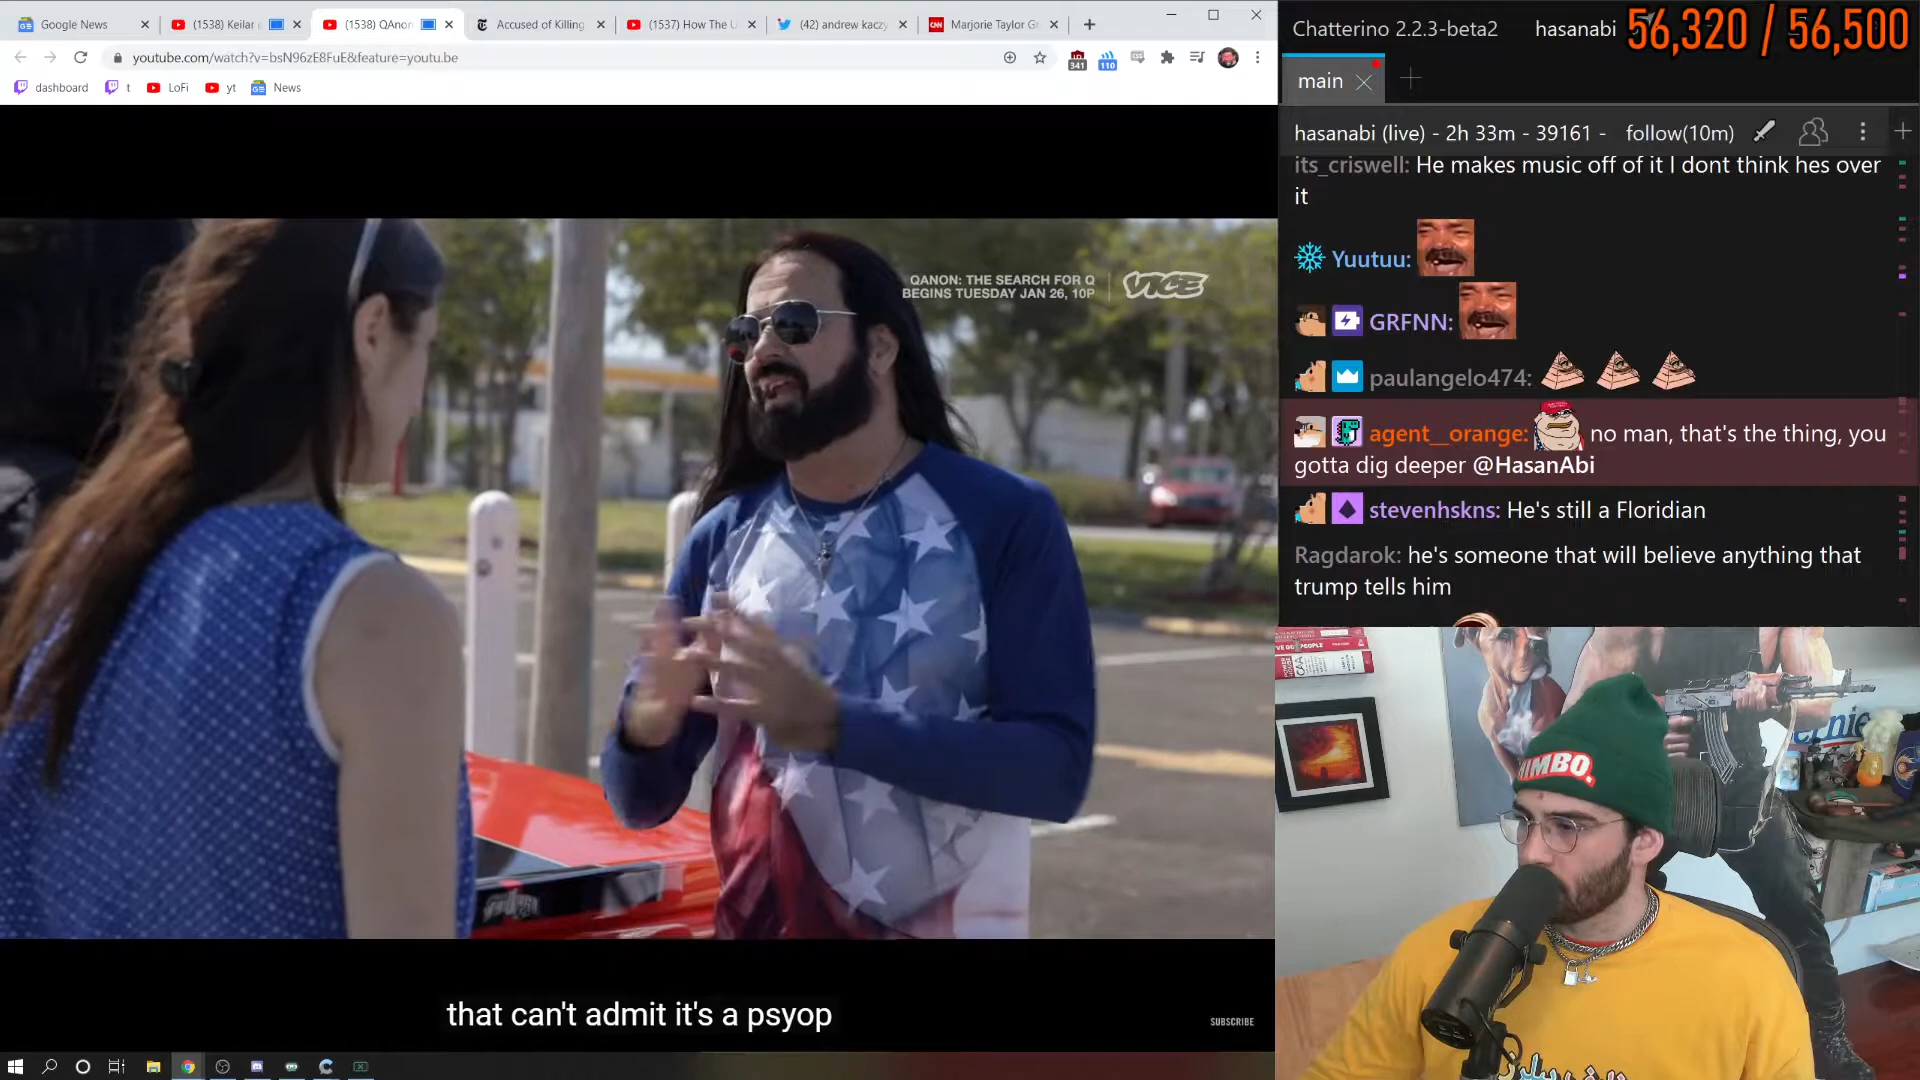 Google News
(1538) Keilar
(1538) QAnon
Accused of Killing
(1537) How The U
(42) andrew kaczy
Marjorie Taylor Gr
youtube.com/watch?v=bsN96zE8FuE&feature=youtu.be
341
110
dashboard
t
LoFi
yt
News
QANON: THE SEARCH FOR Q
BEGINS TUESDAY JAN 26, 10P
VICE
that can't admit it's a psyop
SUBSCRIBE
Chatterino 2.2.3-beta2
hasanabi
56,320 / 56,500
main
hasanabi (live) - 2h 33m - 39161 - follow(10m)
its_criswell: He makes music off of it I dont think hes over
it
Yuutuu:
GRFNN:
paulangelo474:
agent__orange: no man, that's the thing, you
gotta dig deeper @HasanAbi
stevenhskns: He's still a Floridian
Ragdarok: he's someone that will believe anything that
trump tells him
HIMBO.